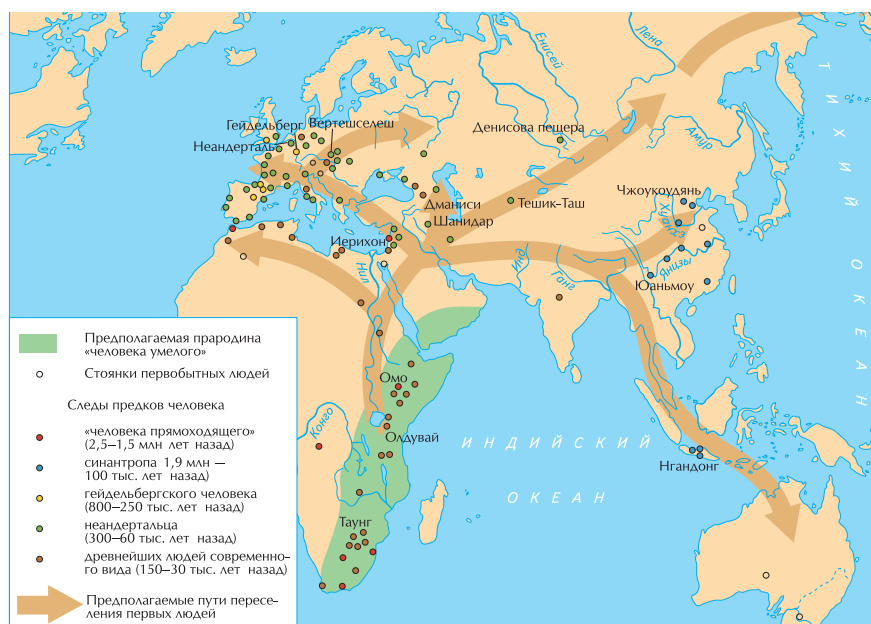 Енисей
Лена
Амур
ТИХИЙ ОКЕАН
Гейдельберг
Вертешселеш
Неандерталь
Денисова пещера
Чжоукоудянь
Дманиси
Тешик-Таш
Шанидар
Хуанхэ
Иерихон
Нил
Инд
Ганг
Янцзы
Юаньмоу
Омо
Конго
Олдувай
ИНДИЙСКИЙ
ОКЕАН
Нгандонг
Таунг
Предполагаемая прародина
«человека умелого»
Стоянки первобытных людей
Следы предков человека
«человека прямоходящего»
(2,5–1,5 млн лет назад)
синантропа 1,9 млн —
100 тыс. лет назад)
гейдельбергского человека
(800–250 тыс. лет назад)
неандертальца
(300–60 тыс. лет назад)
древнейших людей современно-
го вида (150–30 тыс. лет назад)
Предполагаемые пути пересе-
ления первых людей